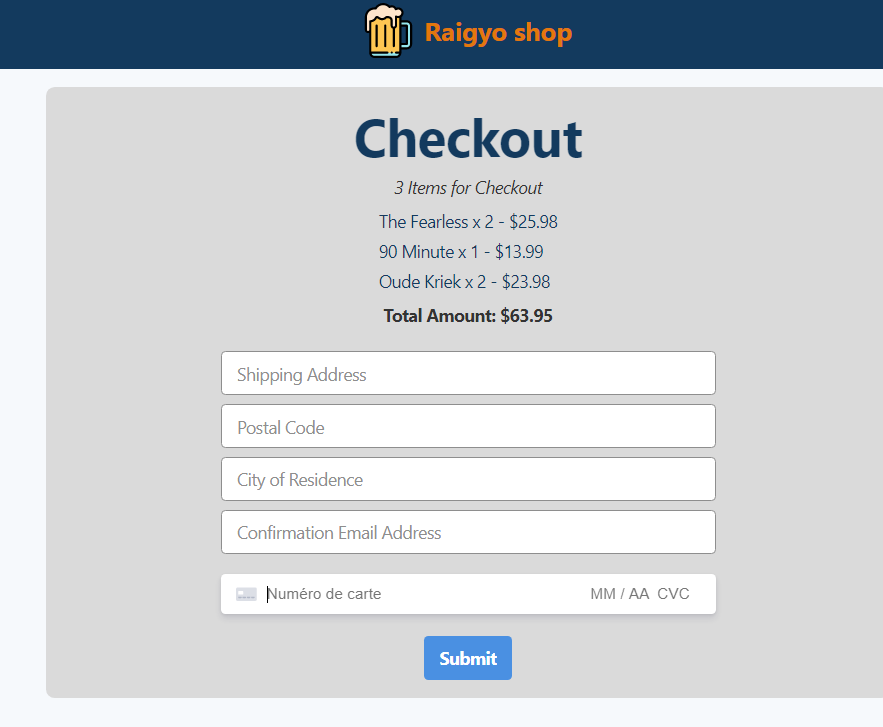 Raigyo shop
Checkout
3 Items for Checkout
The Fearless x 2 - $25.98
90 Minute x 1 - $13.99
Oude Kriek x 2 - $23.98
Total Amount: $63.95
Shipping Address
Postal Code
City of Residence
Confirmation Email Address
Numéro de carte MM / AA CVC
Submit